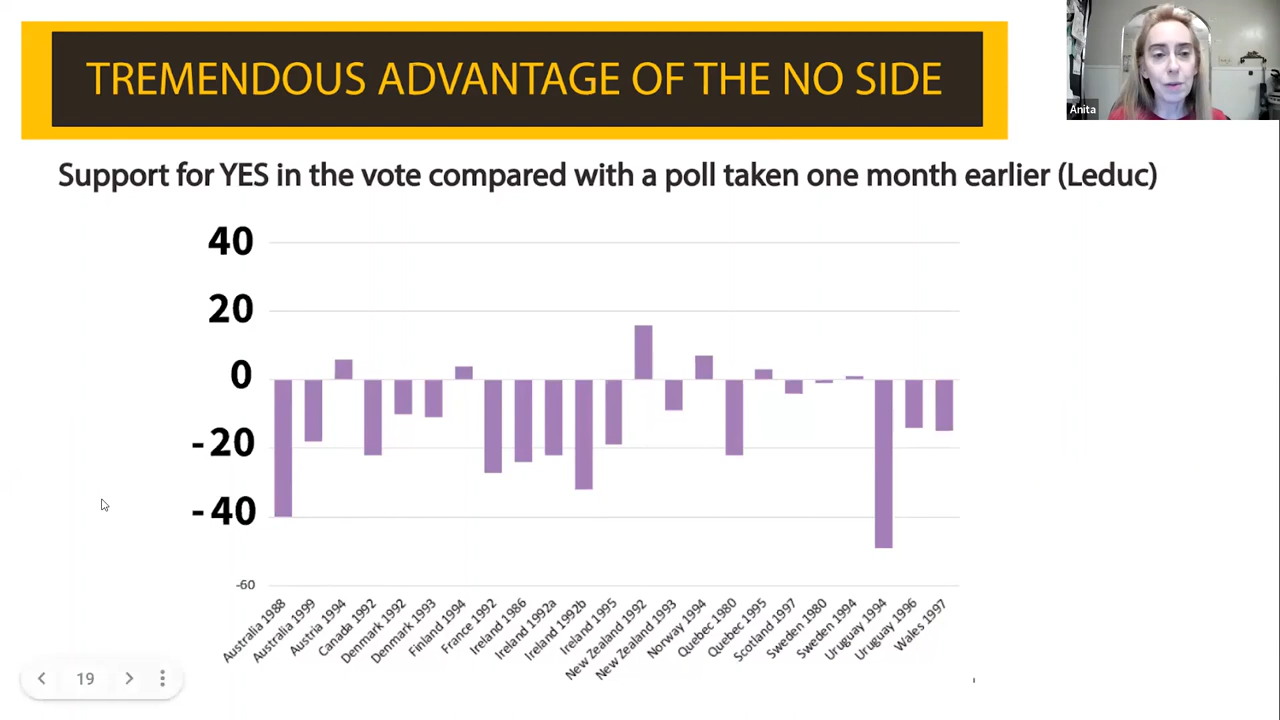 TREMENDOUS ADVANTAGE OF THE NO SIDE
Anita
Support for YES in the vote compared with a poll taken one month earlier (Leduc)
40
20
0
-20
-40
-60
Australia 1988
Australia 1999
Austria 1994
Canada 1992
Denmark 1992
Denmark 1993
Finland 1994
France 1992
Ireland 1986
Ireland 1992a
Ireland 1992b
Ireland 1995
New Zealand 1992
New Zealand 1993
Norway 1994
Quebec 1980
Quebec 1995
Scotland 1997
Sweden 1980
Sweden 1994
Uruguay 1994
Uruguay 1996
Wales 1997
19